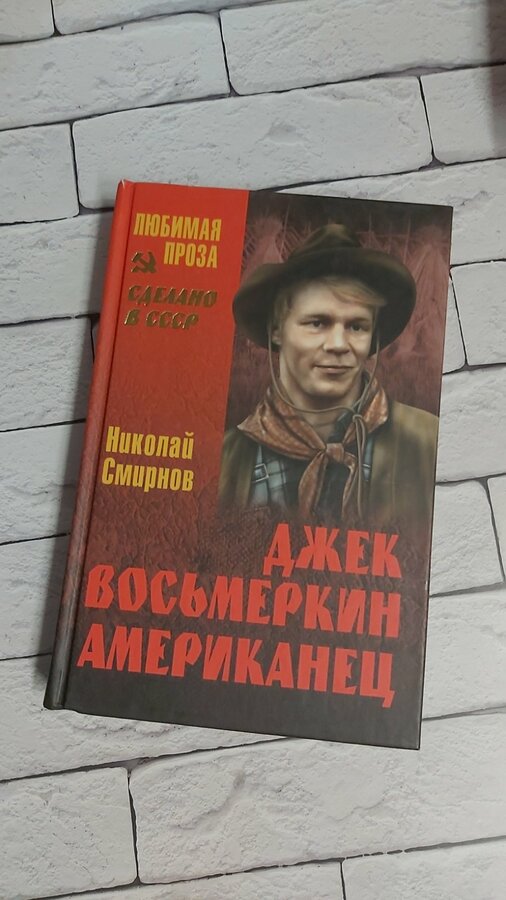 ЛЮБИМАЯ
ПРОЗА
СДЕЛАНО
В СССР
Николай
Смирнов
ДЖЕК
ВОСЬМЕРКИН
АМЕРИКАНЕЦ